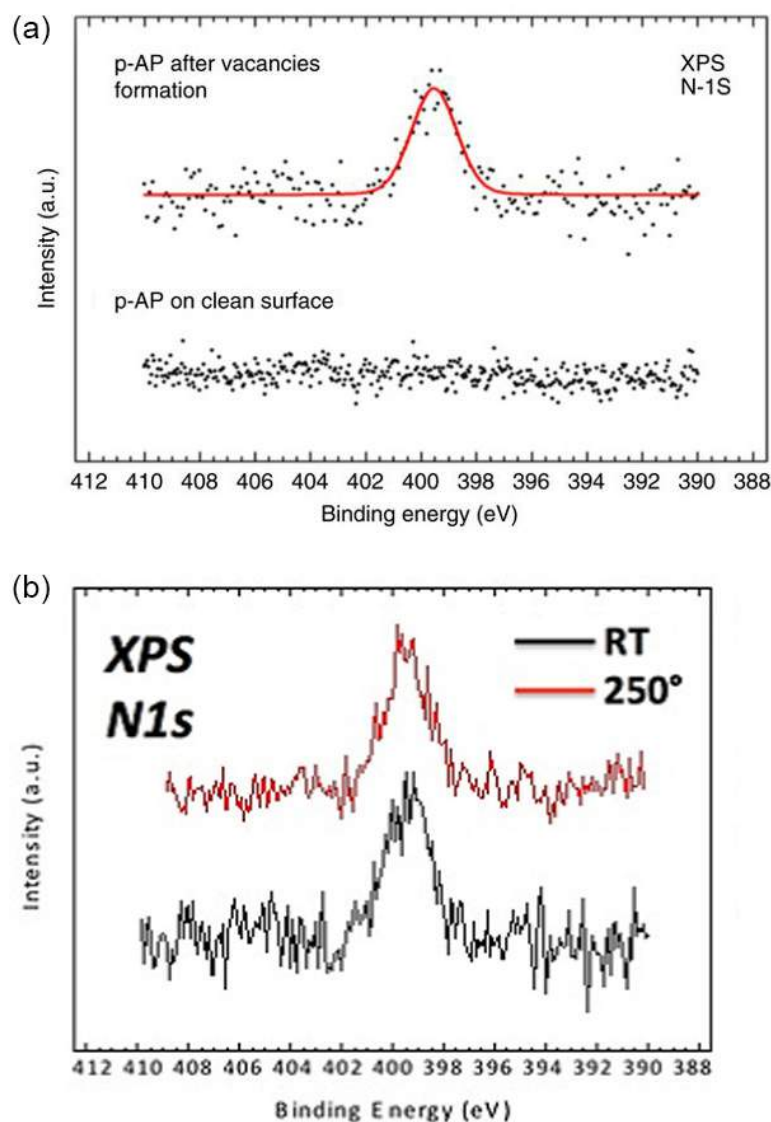 (a)
p-AP after vacancies
formation
XPS
N-1S
Intensity (a.u.)
p-AP on clean surface
412 410 408 406 404 402 400 398 396 394 392 390 388
Binding energy (eV)
(b)
XPS
N1s
RT
250°
Intensity (a.u.)
412 410 408 406 404 402 400 398 396 394 392 390 388
Binding Energy (eV)